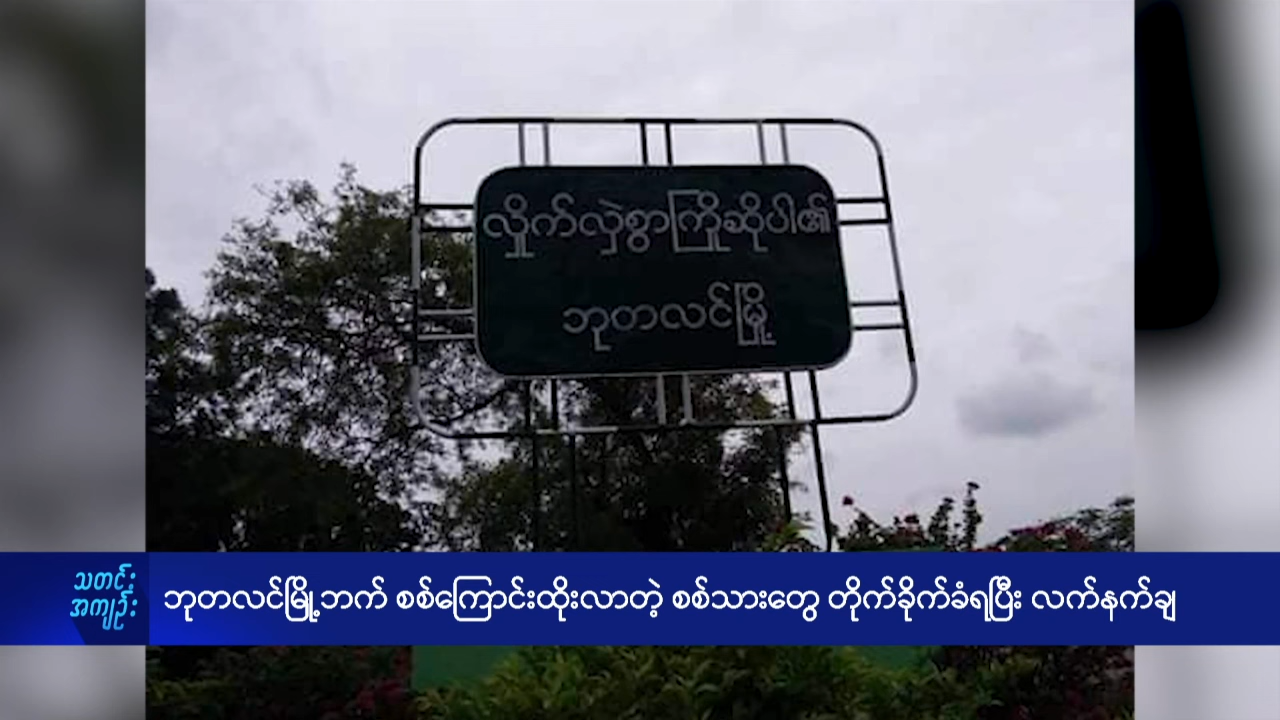 လှိုက်လှဲစွာကြိုဆိုပါ၏
ဘုတလင်မြို့
သတင်း
အကျဉ်း
ဘုတလင်မြို့ဘက် စစ်ကြောင်းထိုးလာတဲ့ စစ်သားတွေ တိုက်ခိုက်ခံရပြီး လက်နက်ချ